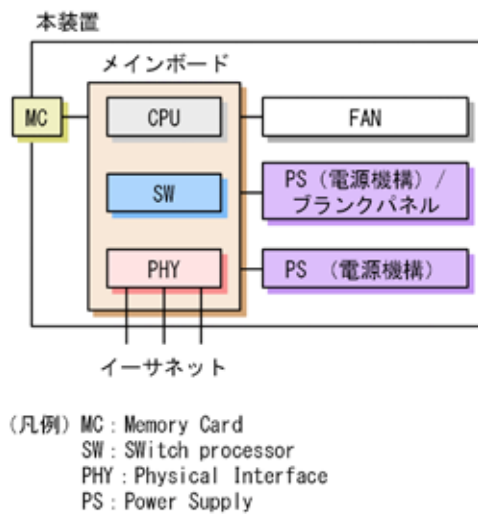 本装置
メインボード
MC
CPU
FAN
SW
PS (電源機構) /
ブランクパネル
PHY
PS (電源機構)
イーサネット
(凡例) MC : Memory Card
SW : SWitch processor
PHY : Physical Interface
PS : Power Supply